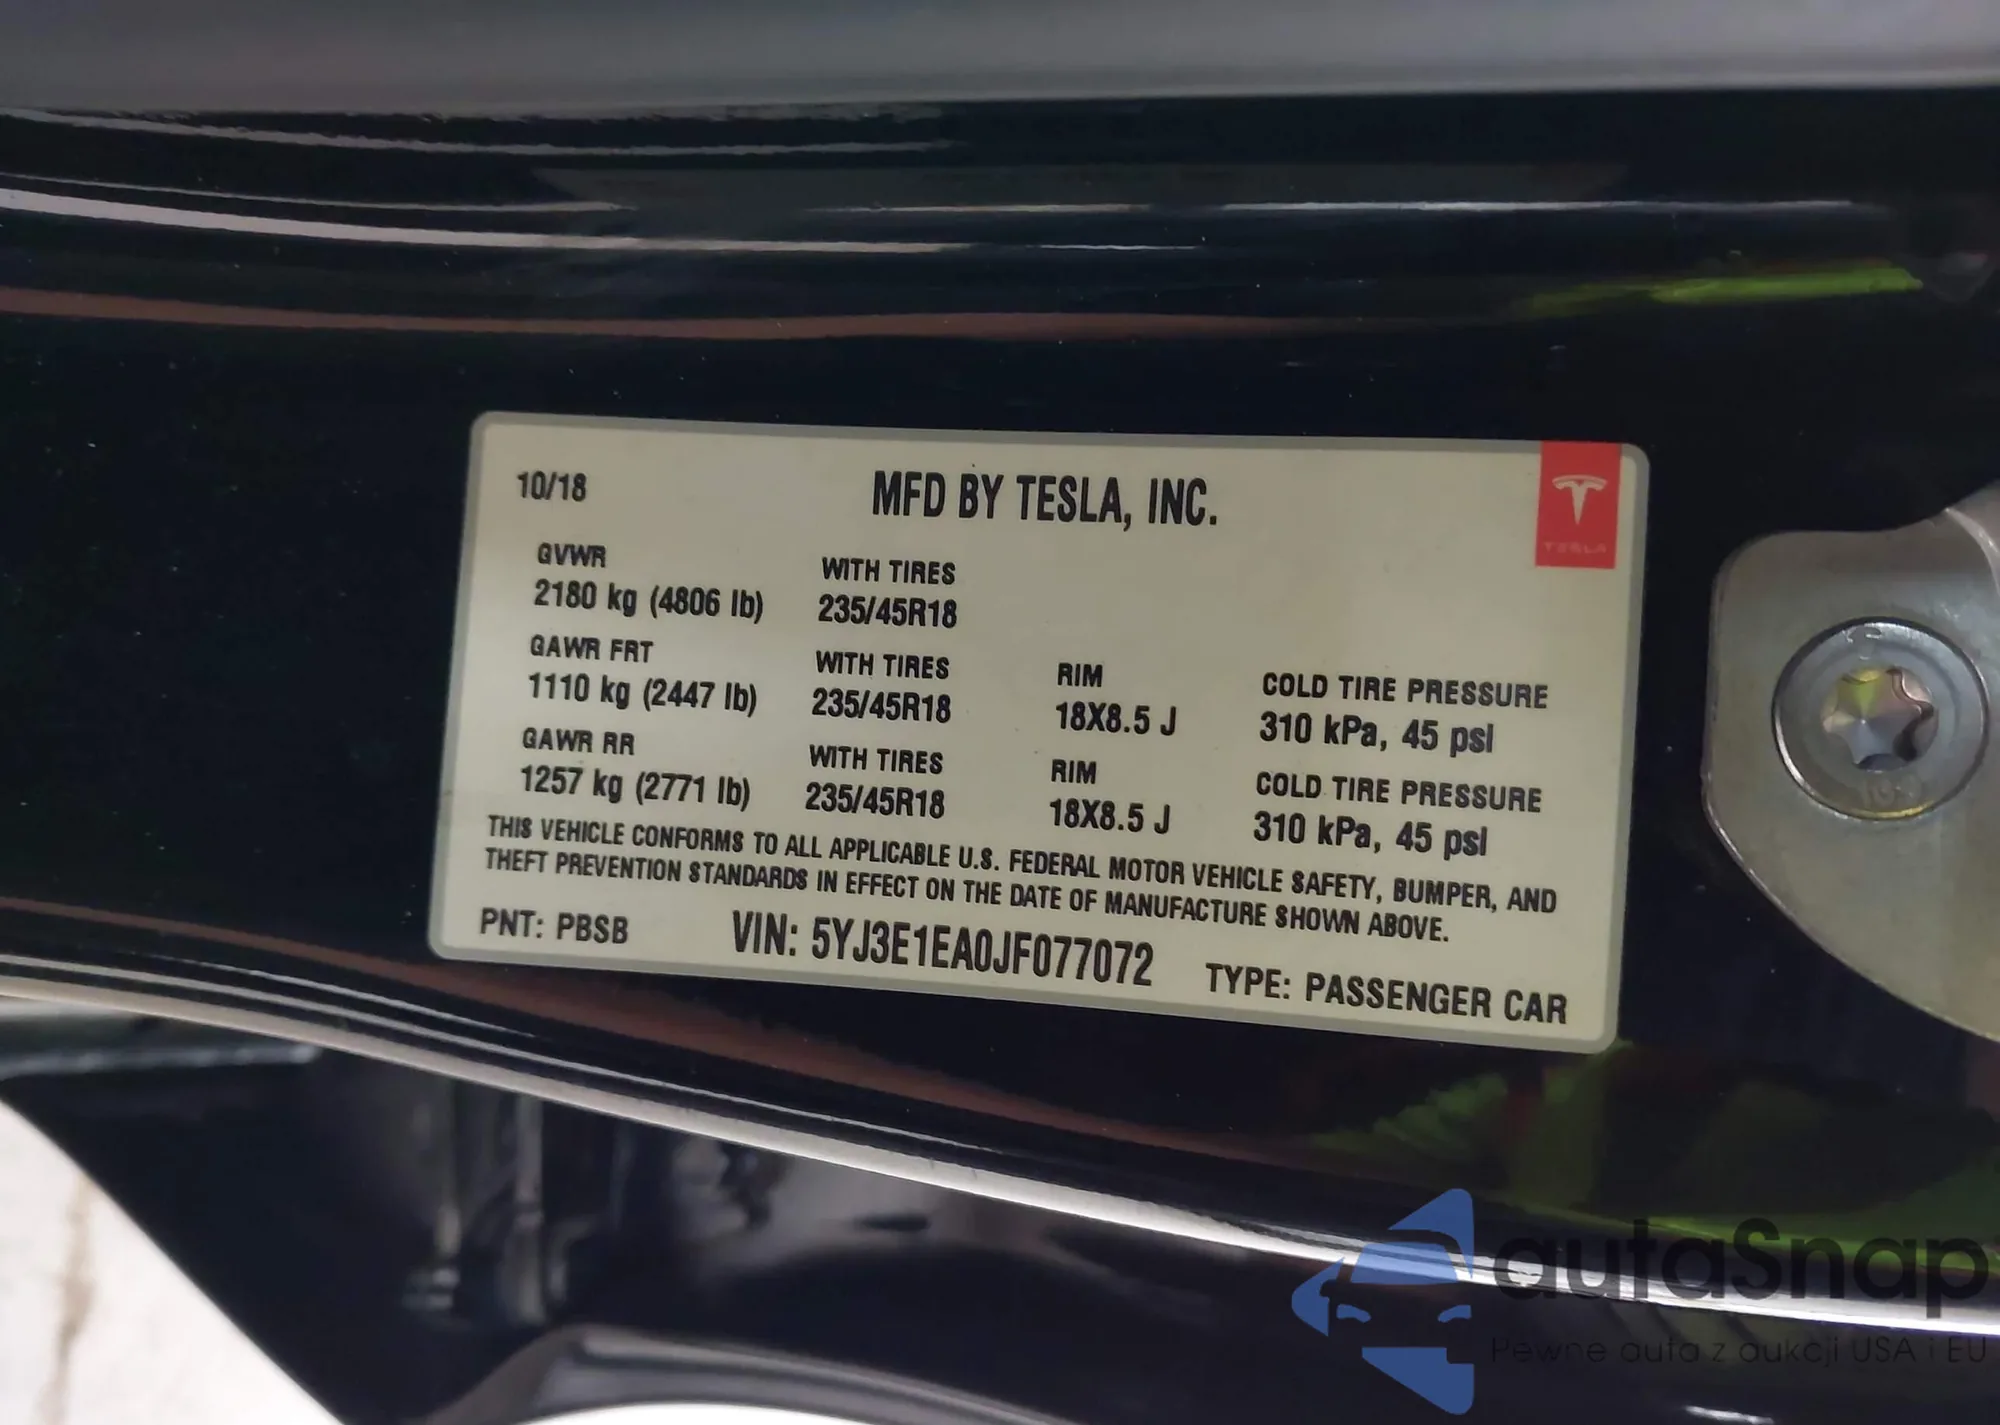 10/18
MFD BY TESLA, INC.
TESLA
GVWR
2180 kg (4806 lb)
WITH TIRES
235/45R18
GAWR FRT
1110 kg (2447 lb)
WITH TIRES
235/45R18
RIM
18X8.5 J
COLD TIRE PRESSURE
310 kPa, 45 psi
GAWR RR
1257 kg (2771 lb)
WITH TIRES
235/45R18
RIM
18X8.5 J
COLD TIRE PRESSURE
310 kPa, 45 psi
THIS VEHICLE CONFORMS TO ALL APPLICABLE U.S. FEDERAL MOTOR VEHICLE SAFETY, BUMPER, AND
THEFT PREVENTION STANDARDS IN EFFECT ON THE DATE OF MANUFACTURE SHOWN ABOVE.
PNT: PBSB
VIN: 5YJ3E1EA0JF077072
TYPE: PASSENGER CAR
autaSnap
Pewne auta z aukcji USA i EU